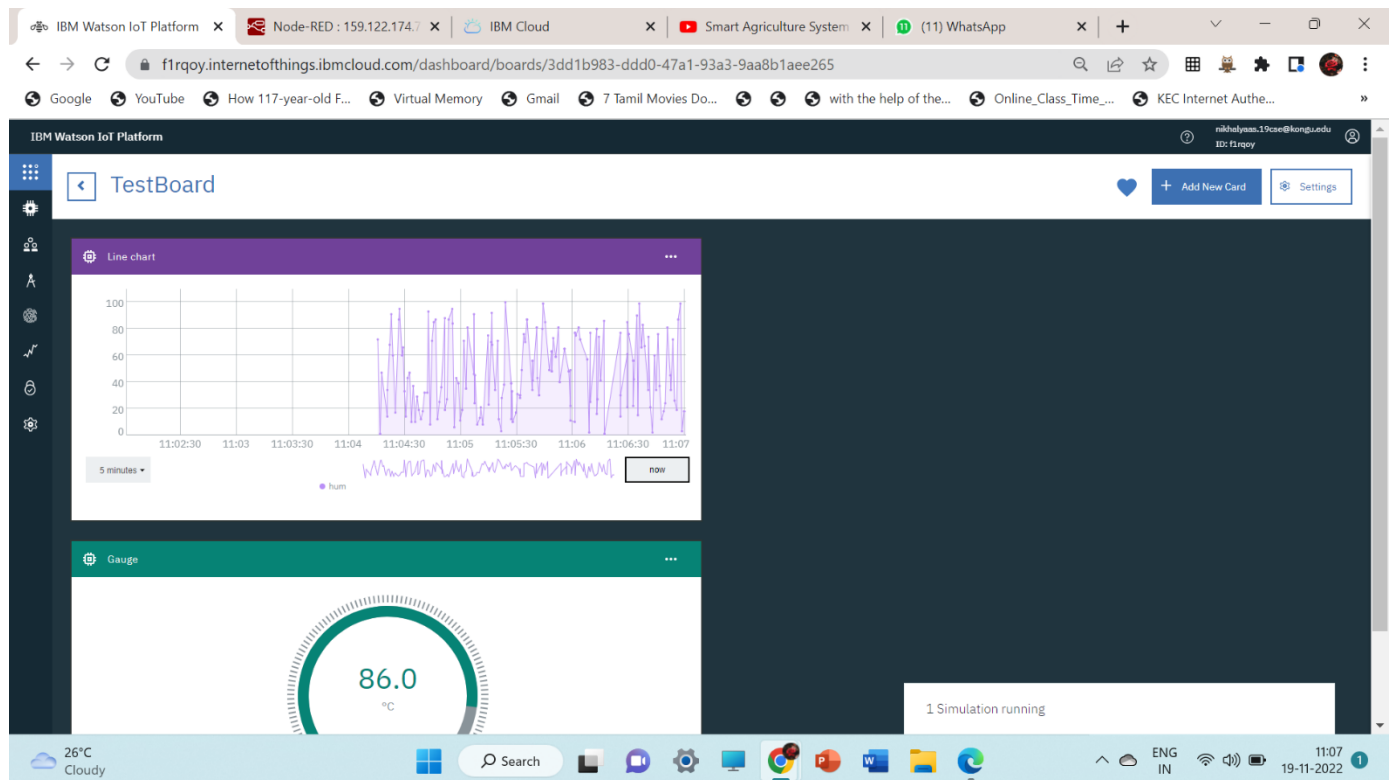 IBM Watson IoT Platform
Node-RED : 159.122.174.7
IBM Cloud
Smart Agriculture System
(11) WhatsApp
f1rqoy.internetofthings.ibmcloud.com/dashboard/boards/3dd1b983-ddd0-47a1-93a3-9aa8b1aee265
Google YouTube How 117-year-old F... Virtual Memory Gmail 7 Tamil Movies Do... with the help of the... Online_Class_Time_... KEC Internet Authe... »
IBM Watson IoT Platform
nikhalyaas.19cse@kongu.edu
ID: f1rqoy
TestBoard
+ Add New Card
Settings
Line chart
100
80
60
40
20
0
11:02:30 11:03 11:03:30 11:04 11:04:30 11:05 11:05:30 11:06 11:06:30 11:07
5 minutes
now
hum
Gauge
86.0
°C
1 Simulation running
26°C
Cloudy
Search
ENG
IN
11:07
19-11-2022
1